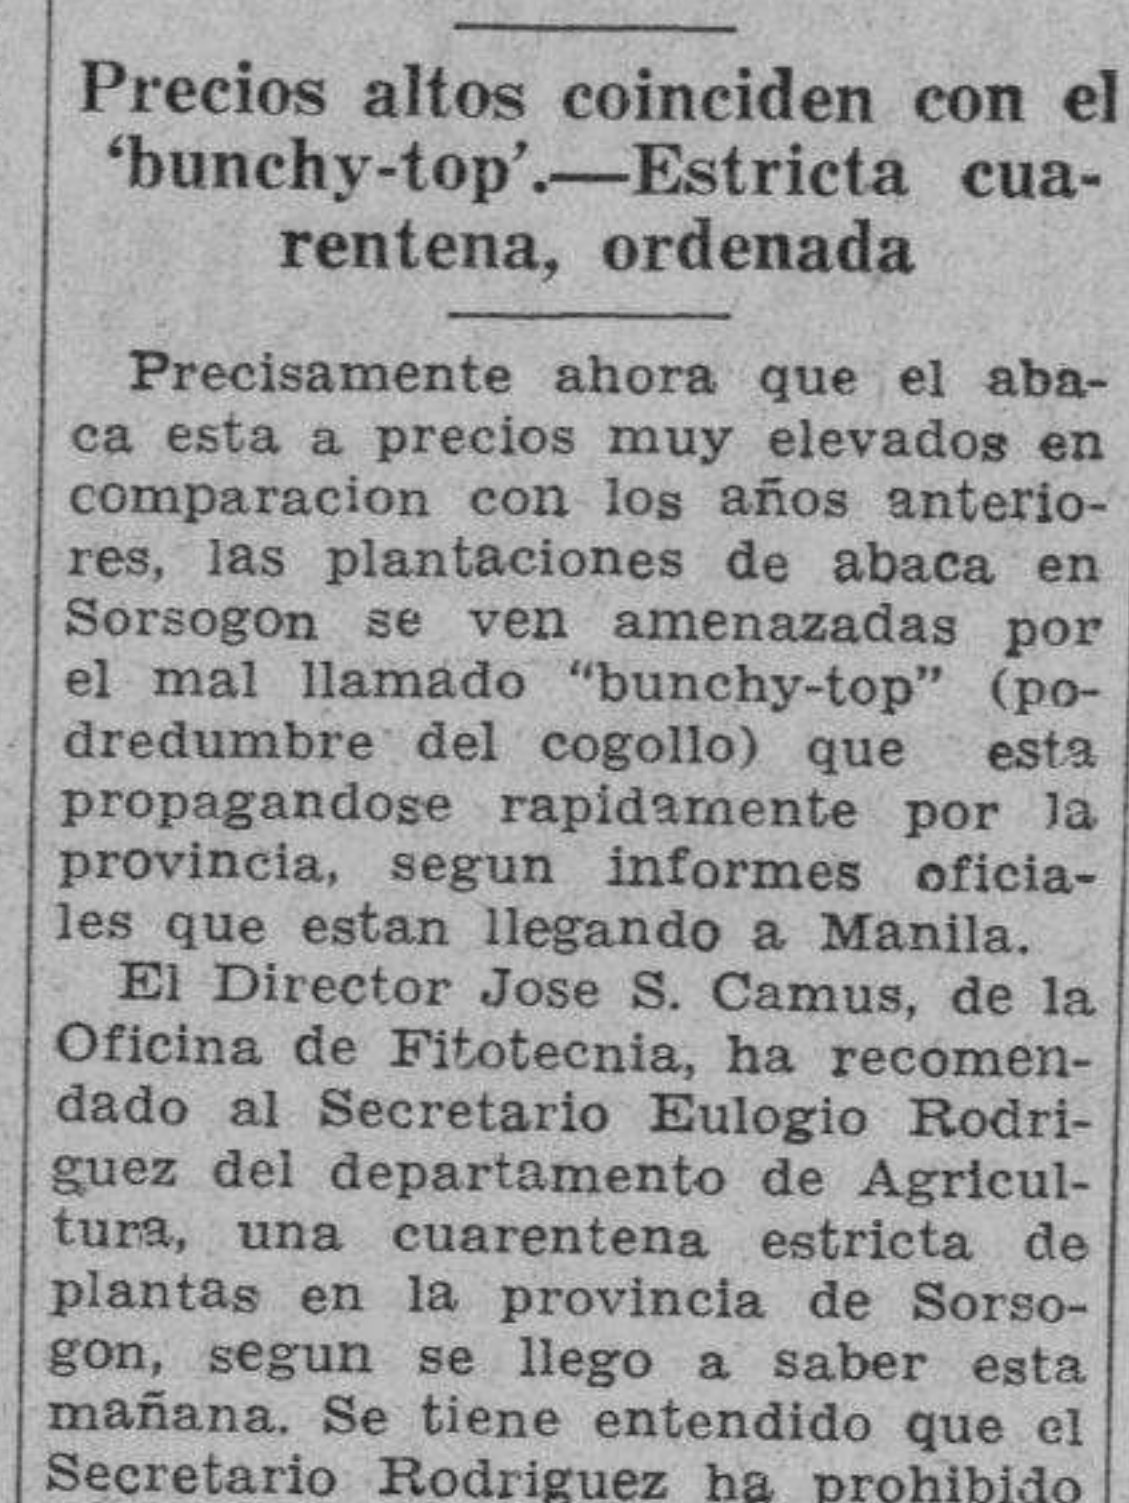 Precios altos coinciden con el
‘bunchy-top’.—Estricta cua-
rentena, ordenada
Precisamente ahora que el aba-
ca esta a precios muy elevados en
comparacion con los años anterio-
res, las plantaciones de abaca en
Sorsogon se ven amenazadas por
el mal llamado “bunchy-top” (po-
dredumbre del cogollo) que esta
propagandose rapidamente por la
provincia, segun informes oficia-
les que estan llegando a Manila.
El Director Jose S. Camus, de la
Oficina de Fitotecnia, ha recomen-
dado al Secretario Eulogio Rodri-
guez del departamento de Agricul-
tura, una cuarentena estricta de
plantas en la provincia de Sorso-
gon, segun se llego a saber esta
mañana. Se tiene entendido que el
Secretario Rodriguez ha prohibido